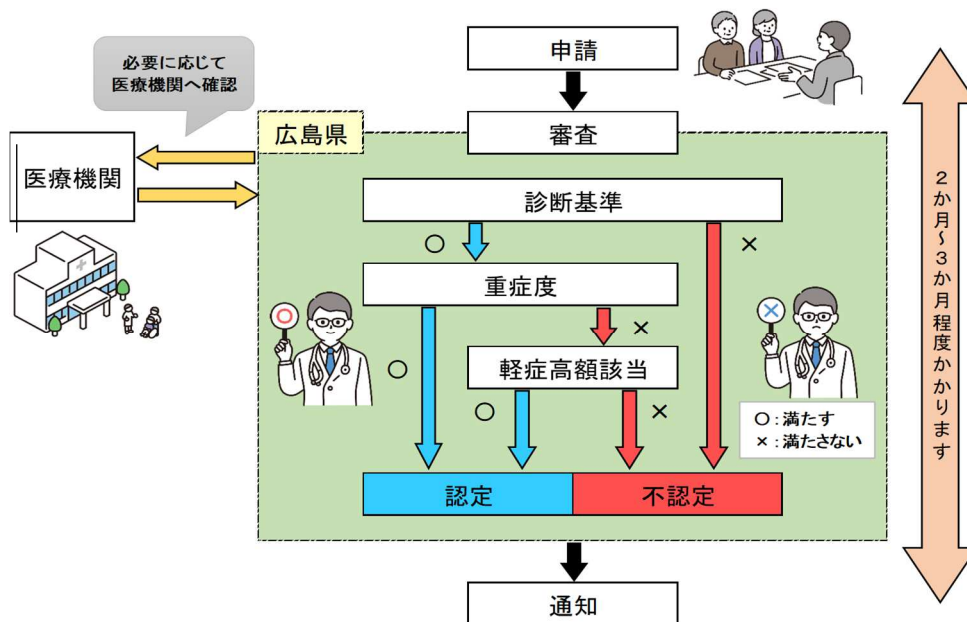 申請
必要に応じて
医療機関へ確認
広島県
審査
医療機関
診断基準
○
×
重症度
○
×
軽症高額該当
○
×
○:満たす
×:満たさない
認定
不認定
通知
2か月~3か月程度かかります